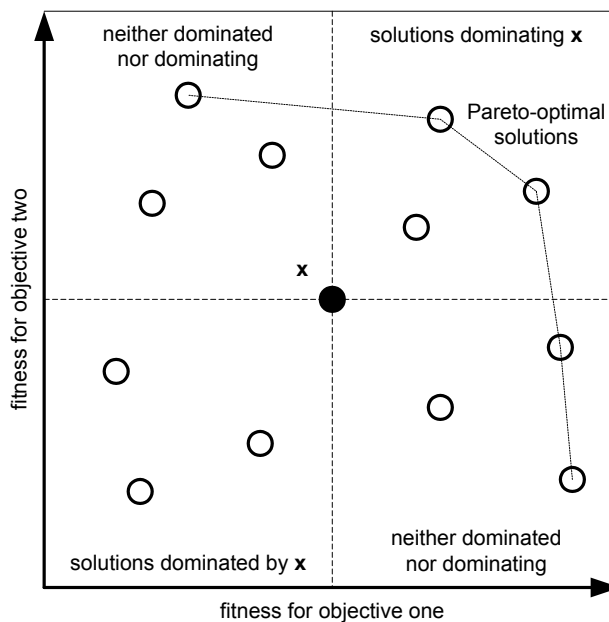 neither dominated
nor dominating
solutions dominating x
Pareto-optimal
solutions
fitness for objective two
x
solutions dominated by x
neither dominated
nor dominating
fitness for objective one